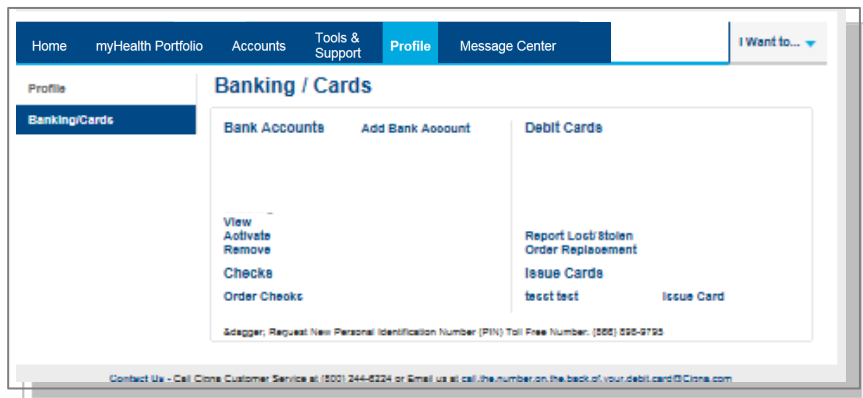 Home myHealth Portfolio Accounts Tools & Support Profile Message Center I Want to...
Profile
Banking / Cards
Banking/Cards
Bank Accounts Add Bank Account Debit Cards
View
Activate Report Lost/Stolen
Remove Order Replacement
Checks Issue Cards
Order Checks tesst test Issue Card
&dagger; Request New Personal Identification Number (PIN) Toll Free Number: (866) 898-9795
Contact Us - Call Cigna Customer Service at (800) 244-6224 or Email us at call.the.number.on.the.back.of.your.debit.card@Cigna.com